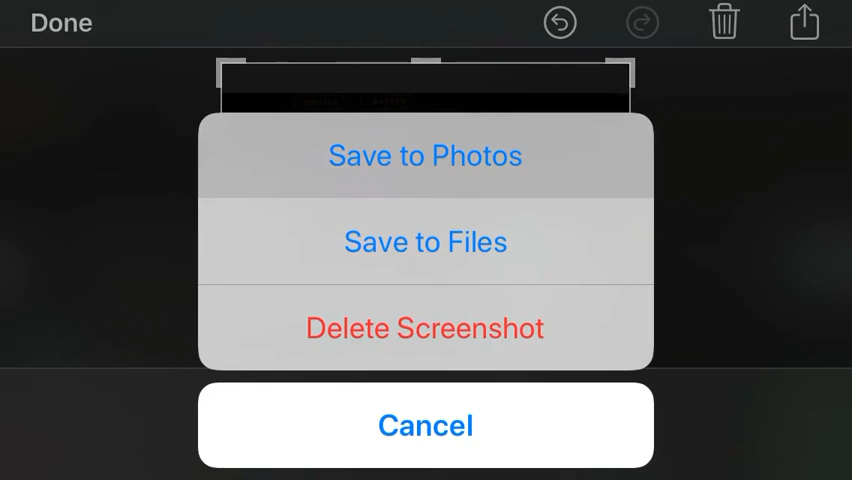 Done
Save to Photos
Save to Files
Delete Screenshot
Cancel